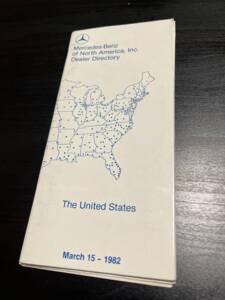 Mercedes-Benz
of North America, Inc.
Dealer Directory
The United States
March 15 - 1982